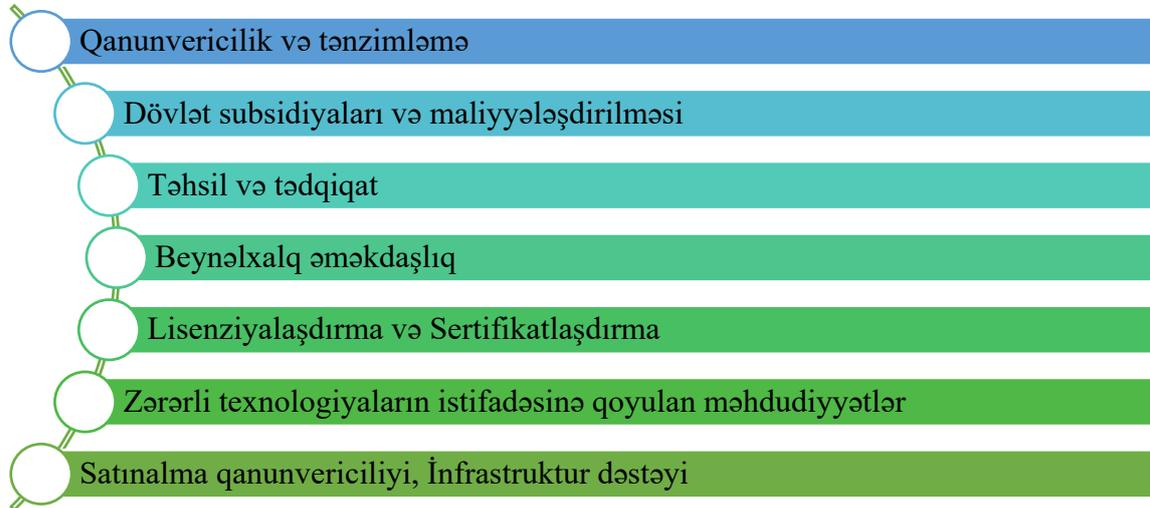 Qanunvericilik və tənzimləmə
Dövlət subsidiyaları və maliyyələşdirilməsi
Təhsil və tədqiqat
Beynəlxalq əməkdaşlıq
Lisenziyalaşdırma və Sertifikatlaşdırma
Zərərli texnologiyaların istifadəsinə qoyulan məhdudiyyətlər
Satınalma qanunvericiliyi, İnfrastruktur dəstəyi